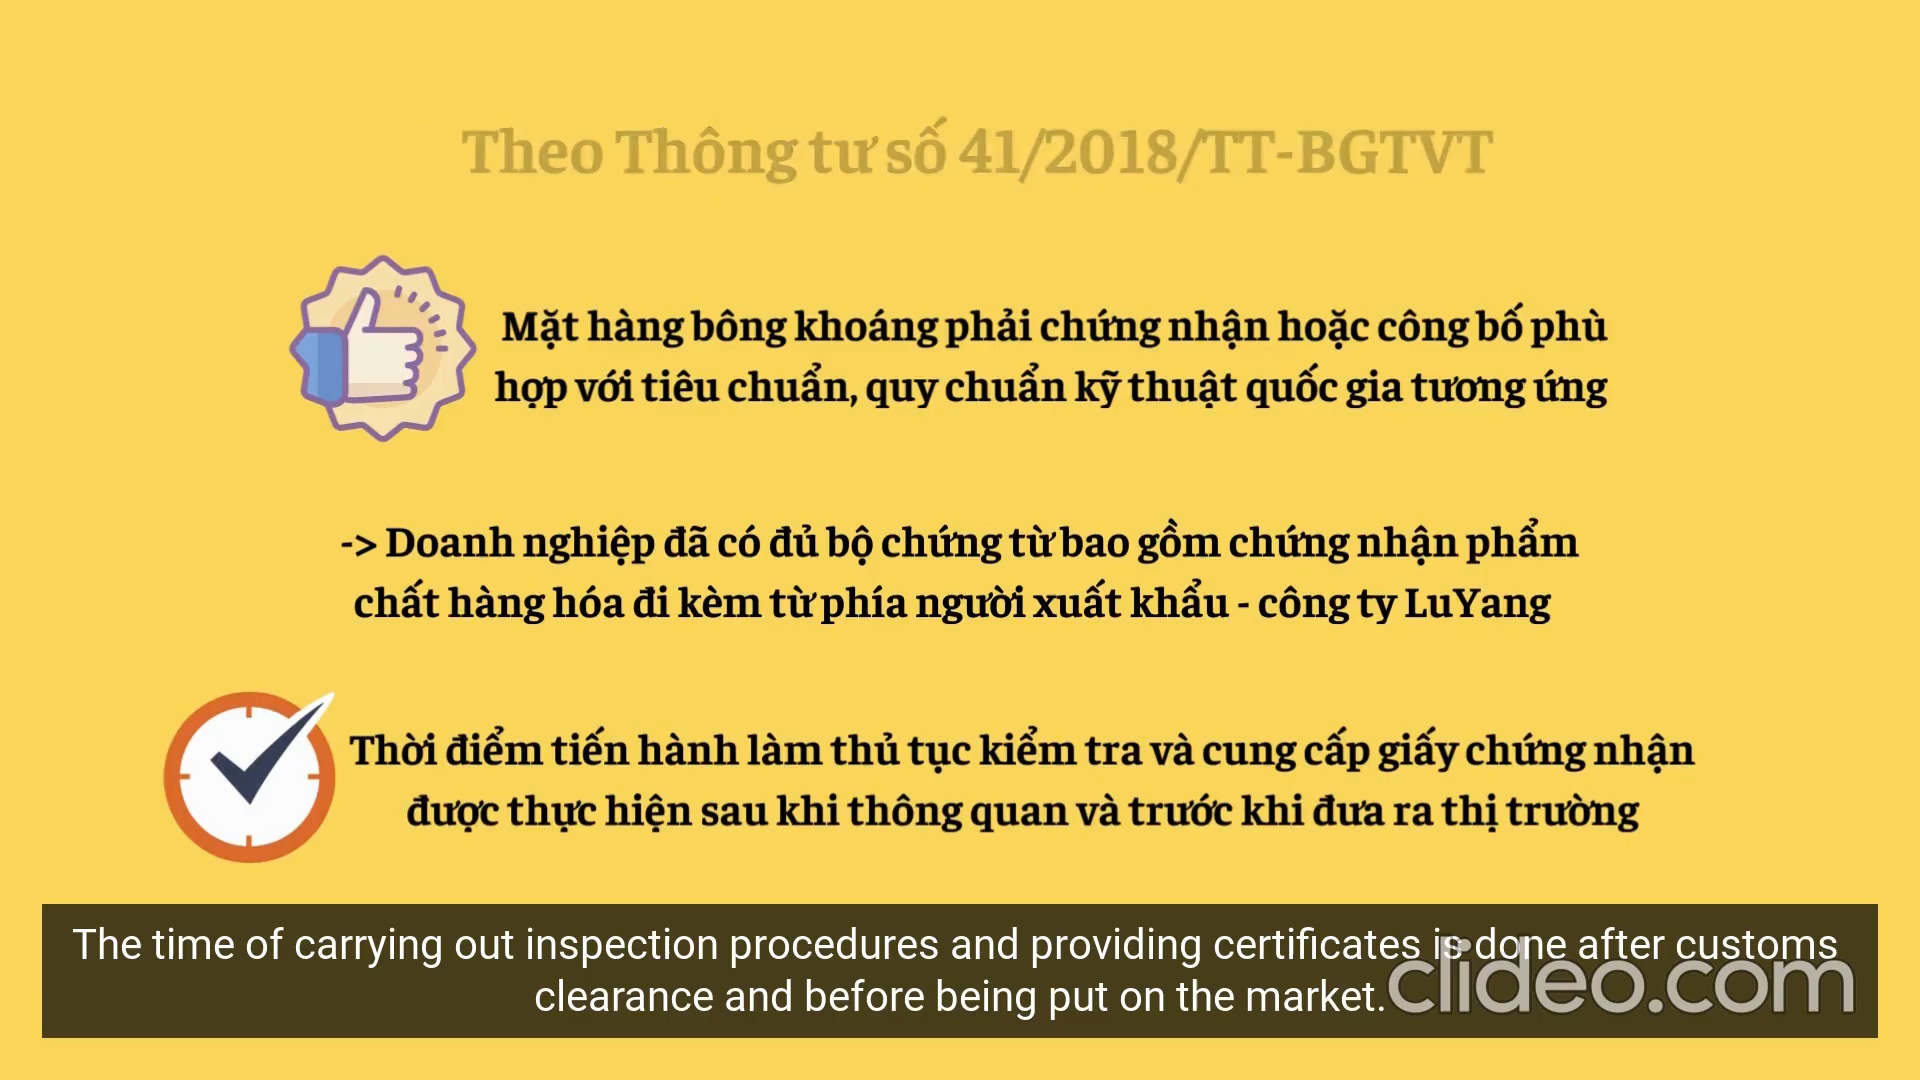 Theo Thông tư số 41/2018/TT-BGTVT
Mặt hàng bông khoáng phải chứng nhận hoặc công bố phù
hợp với tiêu chuẩn, quy chuẩn kỹ thuật quốc gia tương ứng
-> Doanh nghiệp đã có đủ bộ chứng từ bao gồm chứng nhận phẩm
chất hàng hóa đi kèm từ phía người xuất khẩu - công ty LuYang
Thời điểm tiến hành làm thủ tục kiểm tra và cung cấp giấy chứng nhận
được thực hiện sau khi thông quan và trước khi đưa ra thị trường
The time of carrying out inspection procedures and providing certificates is done after customs
clearance and before being put on the market.
clideo.com